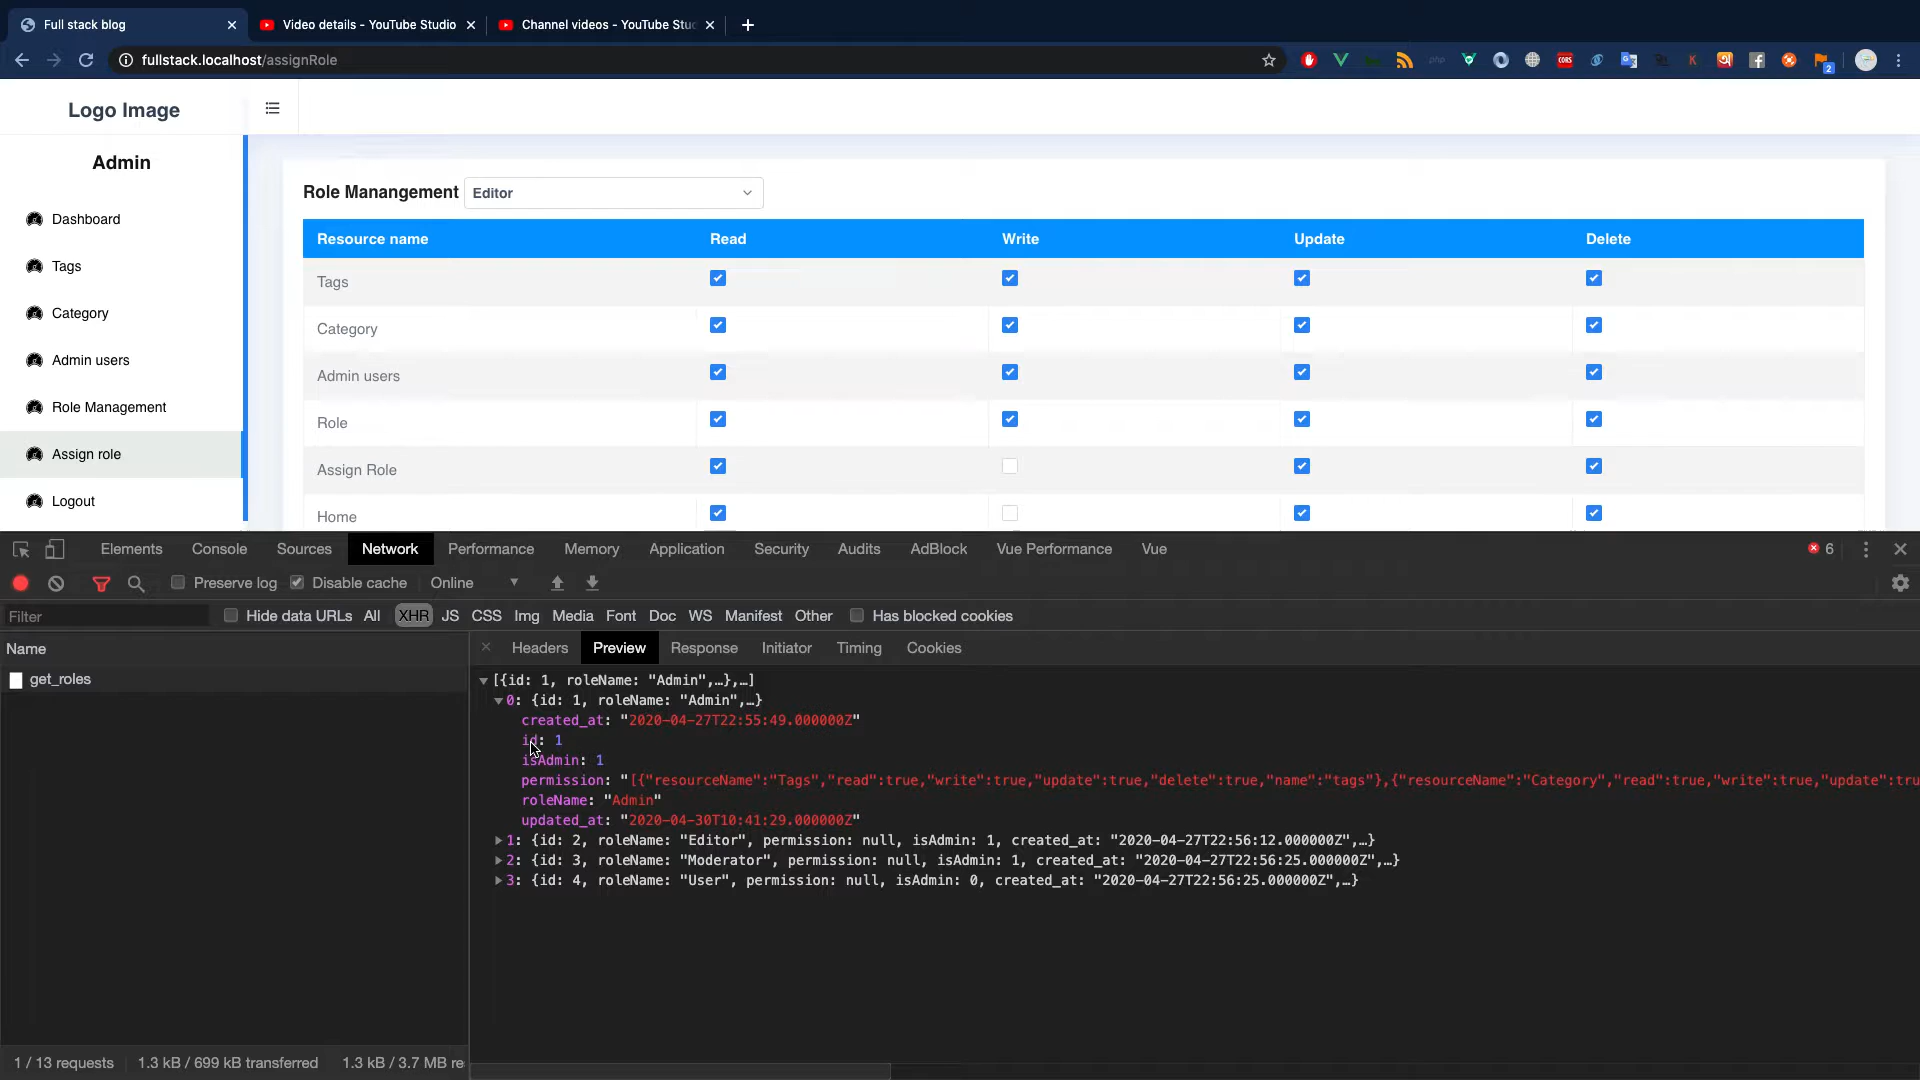 Full stack blog
Video details - YouTube Studio
Channel videos - YouTube Stu
fullstack.localhost/assignRole
php
CORS
K
2
Logo Image
Admin
Dashboard
Tags
Category
Admin users
Role Management
Assign role
Logout
Role Manangement Editor
Resource name Read Write Update Delete
Tags
Category
Admin users
Role
Assign Role
Home
Elements Console Sources Network Performance Memory Application Security Audits AdBlock Vue Performance Vue 6
Preserve log Disable cache Online
Filter Hide data URLs All XHR JS CSS Img Media Font Doc WS Manifest Other Has blocked cookies
Name
get_roles
1 / 13 requests 1.3 kB / 699 kB transferred 1.3 kB / 3.7 MB re
Headers Preview Response Initiator Timing Cookies
[{id: 1, roleName: "Admin",…},…]
0: {id: 1, roleName: "Admin",…}
created_at: "2020-04-27T22:55:49.000000Z"
id: 1
isAdmin: 1
permission: "[{"resourceName":"Tags","read":true,"write":true,"update":true,"delete":true,"name":"tags"},{"resourceName":"Category","read":true,"write":true,"update":tru
roleName: "Admin"
updated_at: "2020-04-30T10:41:29.000000Z"
1: {id: 2, roleName: "Editor", permission: null, isAdmin: 1, created_at: "2020-04-27T22:56:12.000000Z",…}
2: {id: 3, roleName: "Moderator", permission: null, isAdmin: 1, created_at: "2020-04-27T22:56:25.000000Z",…}
3: {id: 4, roleName: "User", permission: null, isAdmin: 0, created_at: "2020-04-27T22:56:25.000000Z",…}